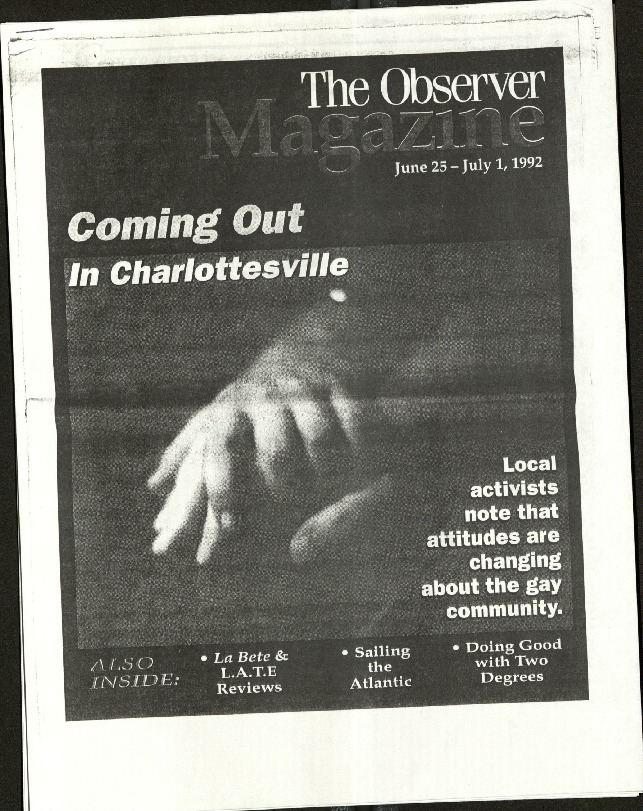 The Observer
Magazine
June 25 – July 1, 1992
Coming Out
In Charlottesville
Local
activists
note that
attitudes are
changing
about the gay
community.
ALSO
INSIDE:
• La Bete &
L.A.T.E
Reviews
• Sailing
the
Atlantic
• Doing Good
with Two
Degrees